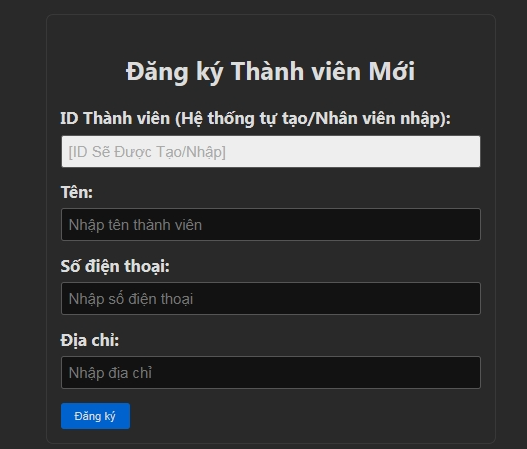 Đăng ký Thành viên Mới
ID Thành viên (Hệ thống tự tạo/Nhân viên nhập):
[ID Sẽ Được Tạo/Nhập]
Tên:
Nhập tên thành viên
Số điện thoại:
Nhập số điện thoại
Địa chỉ:
Nhập địa chỉ
Đăng ký